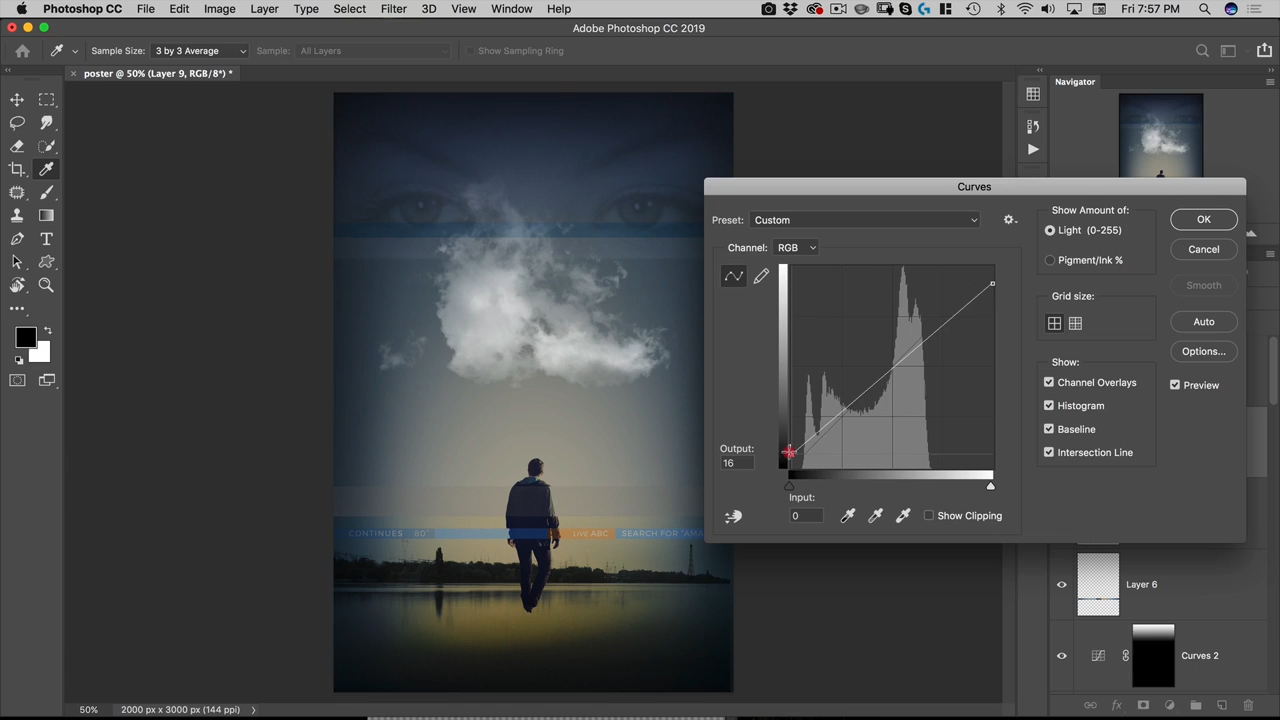 Photoshop CC File Edit Image Layer Type Select Filter 3D View Window Help Fri 7:57 PM
Adobe Photoshop CC 2019
Sample Size: 3 by 3 Average Sample: All Layers Show Sampling Ring
poster @ 50% (Layer 9, RGB/8*) *
Navigator
Curves
Preset: Custom
Show Amount of:
OK
Light (0-255)
Channel: RGB
Cancel
Pigment/Ink %
Smooth
Grid size:
Auto
Options...
Show:
Channel Overlays
Preview
Histogram
Baseline
Output:
Intersection Line
16
Input:
0
Show Clipping
CONTINUES 80° LIVE ABC SEARCH FOR "AMA
Layer 6
Curves 2
50% 2000 px x 3000 px (144 ppi)
fx